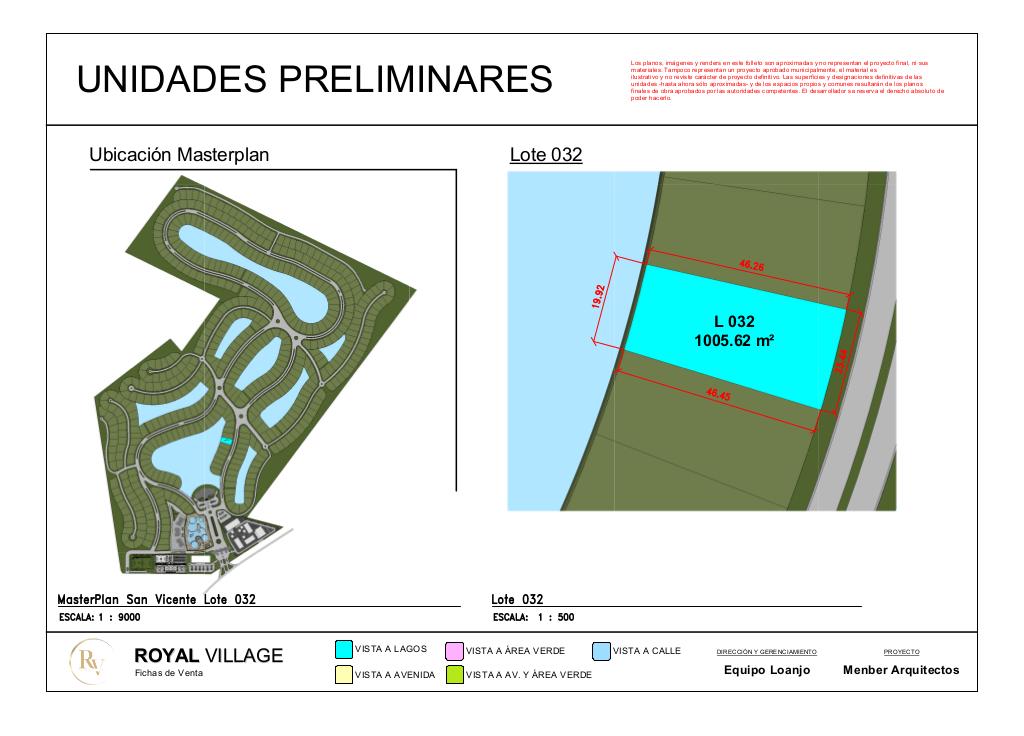 UNIDADES PRELIMINARES
Los planos, imágenes y renders en este folleto son aproximadas y no representan el proyecto final, ni sus
materiales. Tampoco representan un proyecto aprobado municipalmente, el material es
ilustrativo y no reviste carácter de proyecto definitivo. Las superficies y designaciones definitivas de las
unidades -hasta ahora sólo aproximadas- y de los espacios propios y comunes resultarán de los planos
finales de obra aprobados por las autoridades competentes. El desarrollador se reserva el derecho absoluto de
poder hacerlo.
Ubicación Masterplan
Lote 032
46.26
19.92
L 032
1005.62 m²
46.45
MasterPlan San Vicente Lote 032
ESCALA: 1 : 9000
Lote 032
ESCALA: 1 : 500
ROYAL VILLAGE
Fichas de Venta
VISTA A LAGOS
VISTA A ÁREA VERDE
VISTA A CALLE
VISTA A AVENIDA
VISTA A AV. Y ÁREA VERDE
DIRECCIÓN Y GERENCIAMIENTO
Equipo Loanjo
PROYECTO
Menber Arquitectos